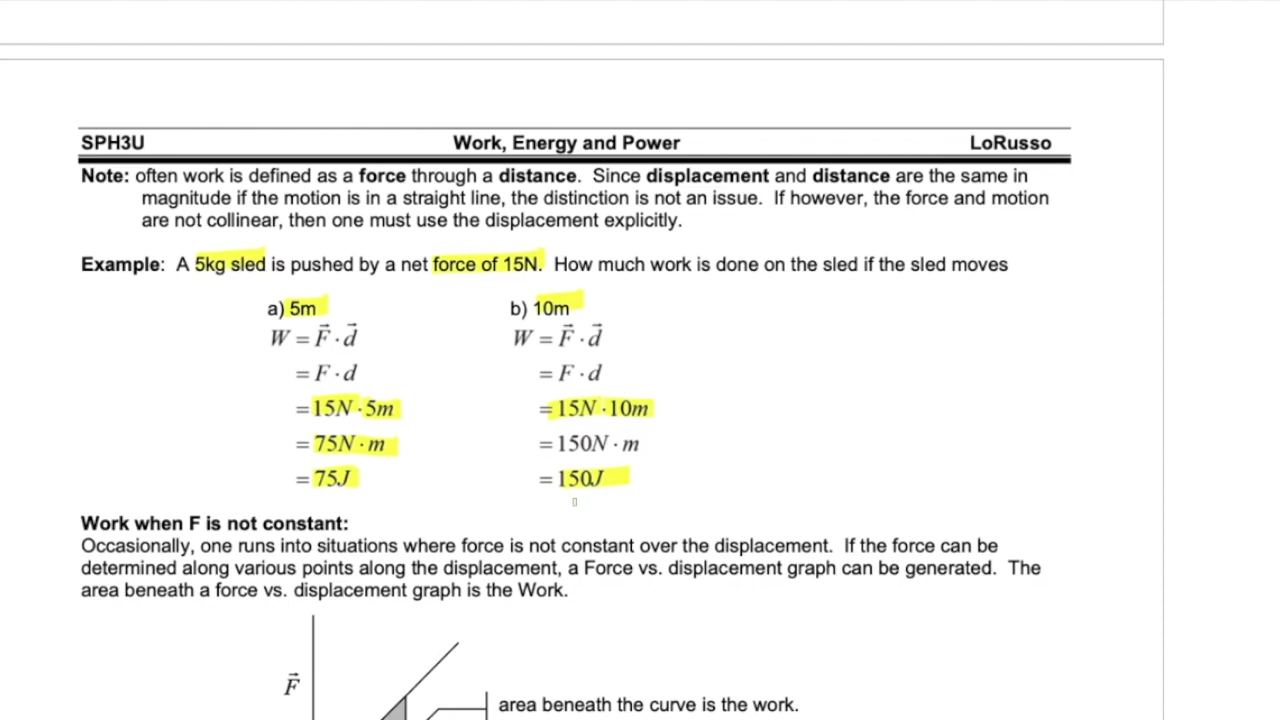 SPH3U Work, Energy and Power LoRusso
Note: often work is defined as a force through a distance. Since displacement and distance are the same in
magnitude if the motion is in a straight line, the distinction is not an issue. If however, the force and motion
are not collinear, then one must use the displacement explicitly.
Example: A 5kg sled is pushed by a net force of 15N. How much work is done on the sled if the sled moves
a) 5m b) 10m
W = F⃗ · d⃗ W = F⃗ · d⃗
= F · d = F · d
= 15N · 5m = 15N · 10m
= 75N · m = 150N · m
= 75J = 150J
Work when F is not constant:
Occasionally, one runs into situations where force is not constant over the displacement. If the force can be
determined along various points along the displacement, a Force vs. displacement graph can be generated. The
area beneath a force vs. displacement graph is the Work.
F⃗
area beneath the curve is the work.